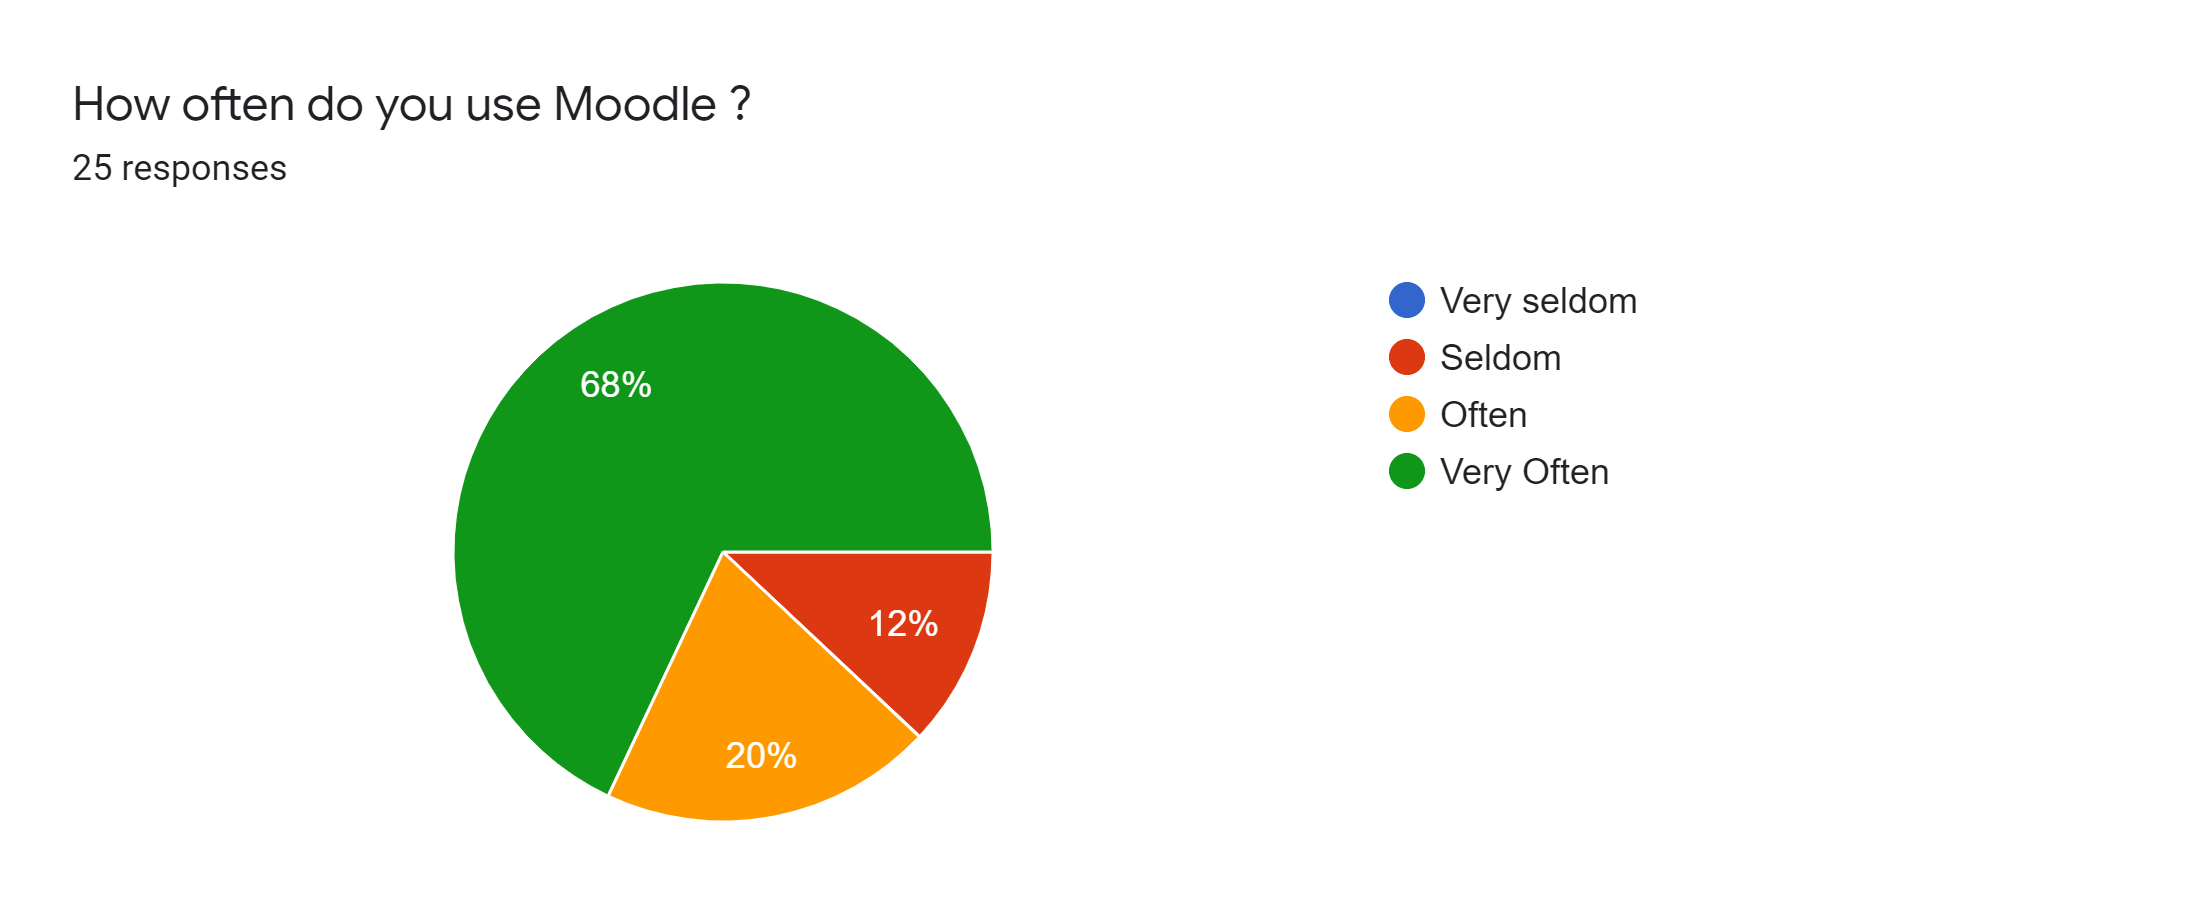 How often do you use Moodle ?
25 responses
68%
12%
20%
Very seldom
Seldom
Often
Very Often